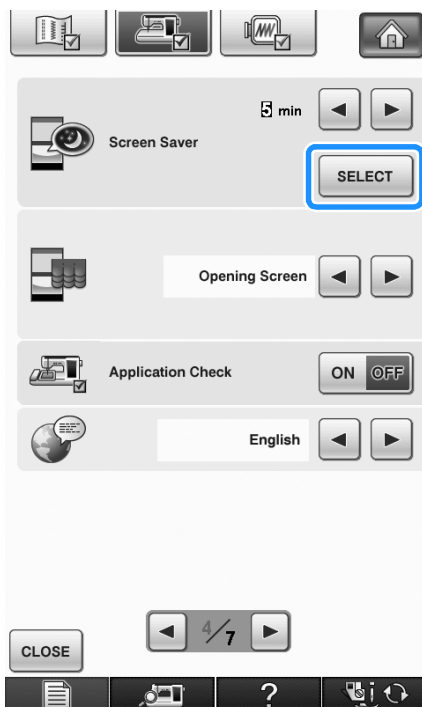 5 min
Screen Saver
SELECT
Opening Screen
Application Check
ON OFF
English
4/7
CLOSE
?